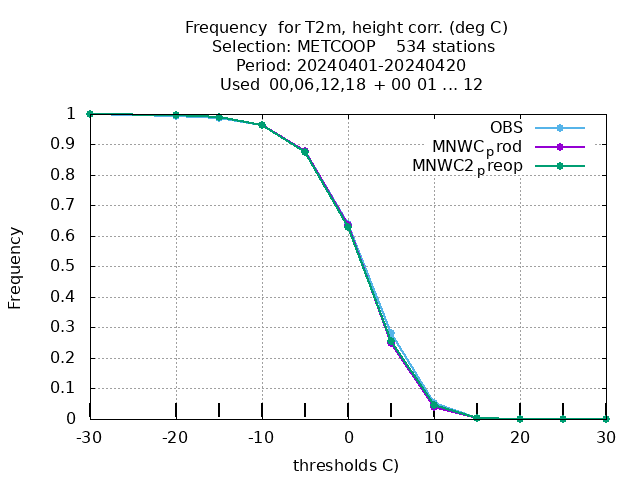 Frequency  for T2m, height corr. (deg C)
Selection: METCOOP    534 stations
Period: 20240401-20240420
Used  00,06,12,18  + 00 01 ... 12
1
0.9
0.8
0.7
0.6
0.5
0.4
0.3
0.2
0.1
0
Frequency
OBS
MNWCprod
MNWC2preop
-30
-20
-10
0
10
20
30
thresholds C)